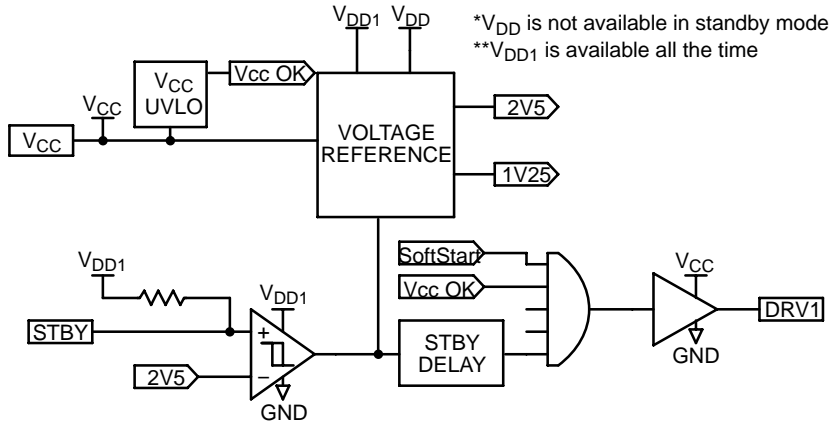 VDD1 VDD *VDD is not available in standby mode
**VDD1 is available all the time
VCC UVLO
Vcc OK
VCC
VCC
VOLTAGE
REFERENCE
2V5
1V25
VDD1
STBY
2V5
VDD1
+
−
GND
SoftStart
Vcc OK
STBY
DELAY
VCC
GND
DRV1